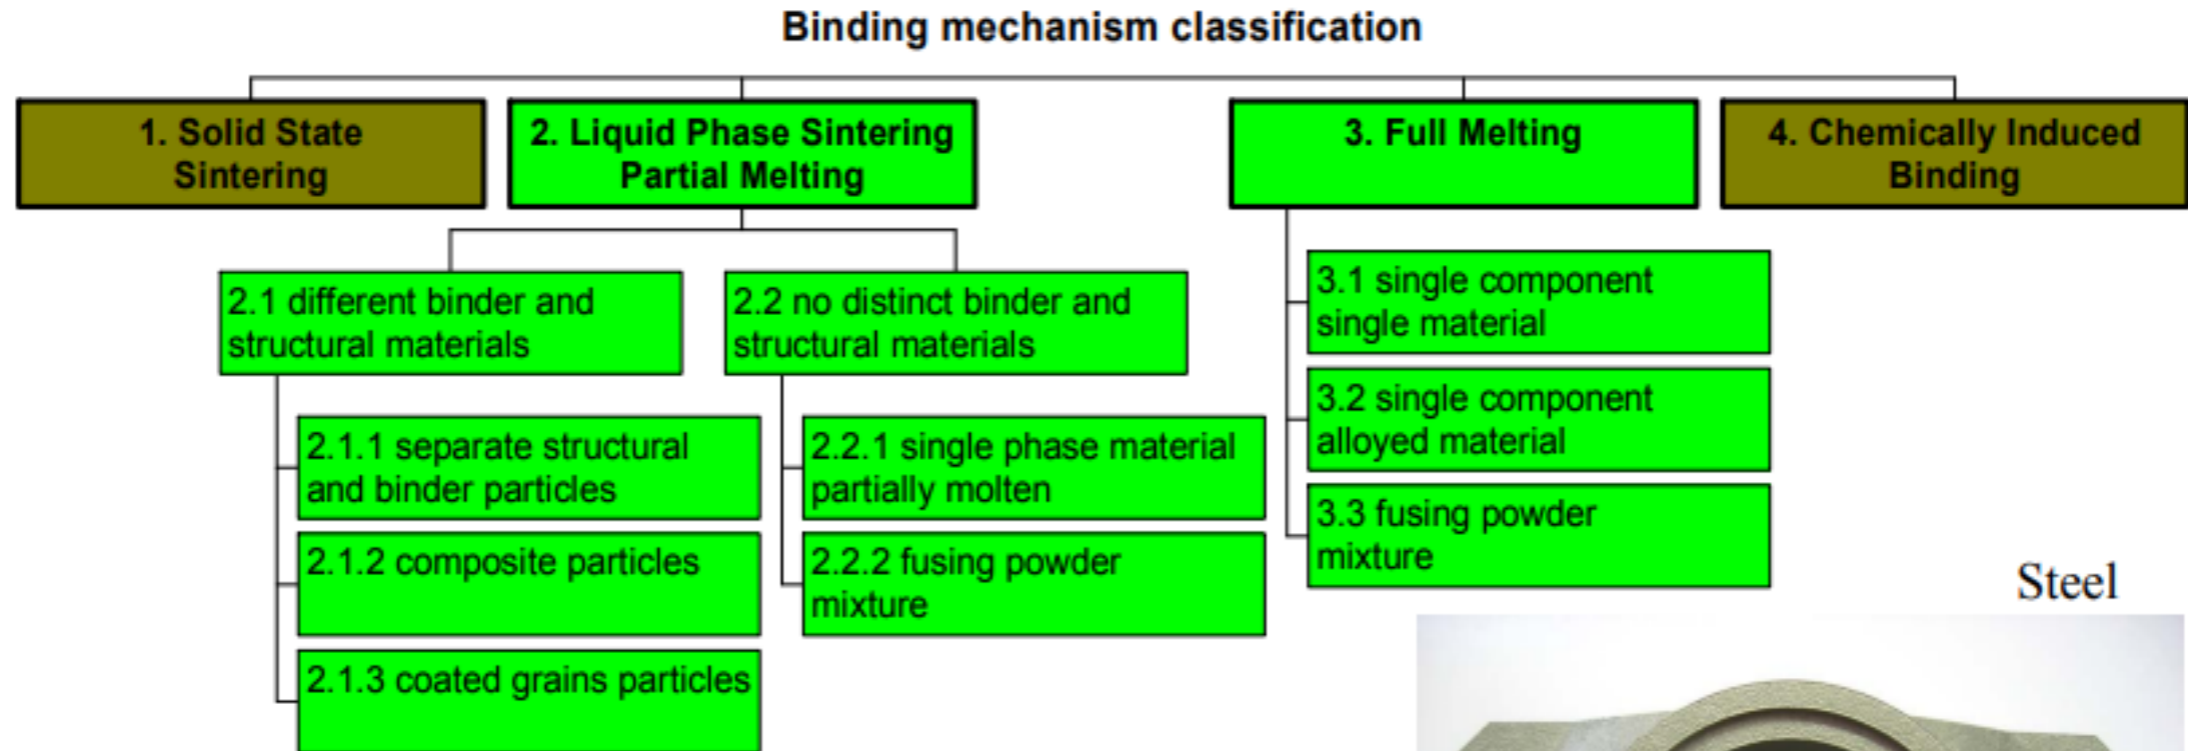 Binding mechanism classification
1. Solid State
Sintering
2. Liquid Phase Sintering
Partial Melting
3. Full Melting
4. Chemically Induced
Binding
2.1 different binder and
structural materials
2.2 no distinct binder and
structural materials
2.1.1 separate structural
and binder particles
2.1.2 composite particles
2.1.3 coated grains particles
2.2.1 single phase material
partially molten
2.2.2 fusing powder
mixture
3.1 single component
single material
3.2 single component
alloyed material
3.3 fusing powder
mixture
Steel